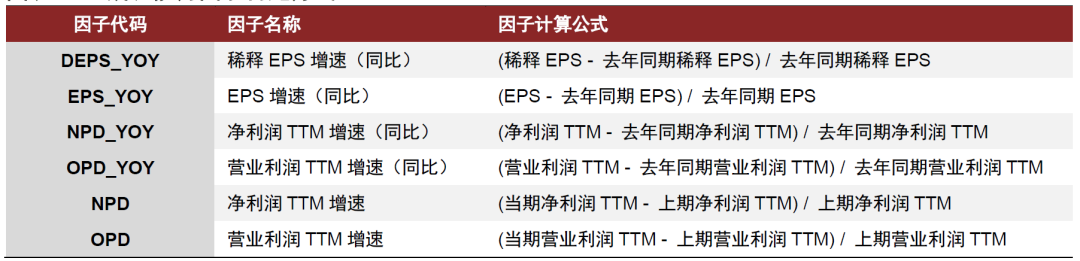 因子代码 因子名称 因子计算公式
DEPS_YOY 稀释 EPS 增速（同比） (稀释 EPS - 去年同期稀释 EPS) / 去年同期稀释 EPS
EPS_YOY EPS 增速（同比） (EPS - 去年同期 EPS) / 去年同期 EPS
NPD_YOY 净利润 TTM 增速（同比） (净利润 TTM - 去年同期净利润 TTM) / 去年同期净利润 TTM
OPD_YOY 营业利润 TTM 增速（同比） (营业利润 TTM - 去年同期营业利润 TTM) / 去年同期营业利润 TTM
NPD 净利润 TTM 增速 (当期净利润 TTM - 上期净利润 TTM) / 上期净利润 TTM
OPD 营业利润 TTM 增速 (当期营业利润 TTM - 上期营业利润 TTM) / 上期营业利润 TTM